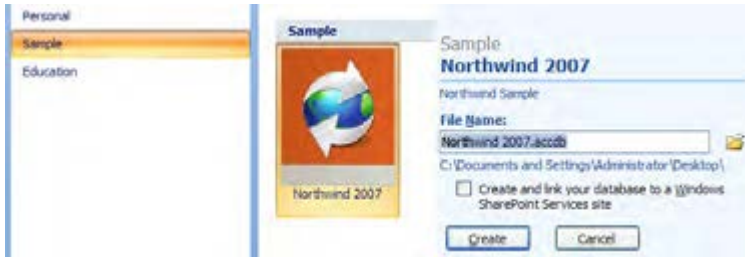 Personal
Sample
Education
Sample
Northwind 2007
Sample
Northwind 2007
Northwind Sample
File Name:
Northwind 2007.accdb
C:\Documents and Settings\Administrator\Desktop\
Create and link your database to a Windows
SharePoint Services site
Create
Cancel